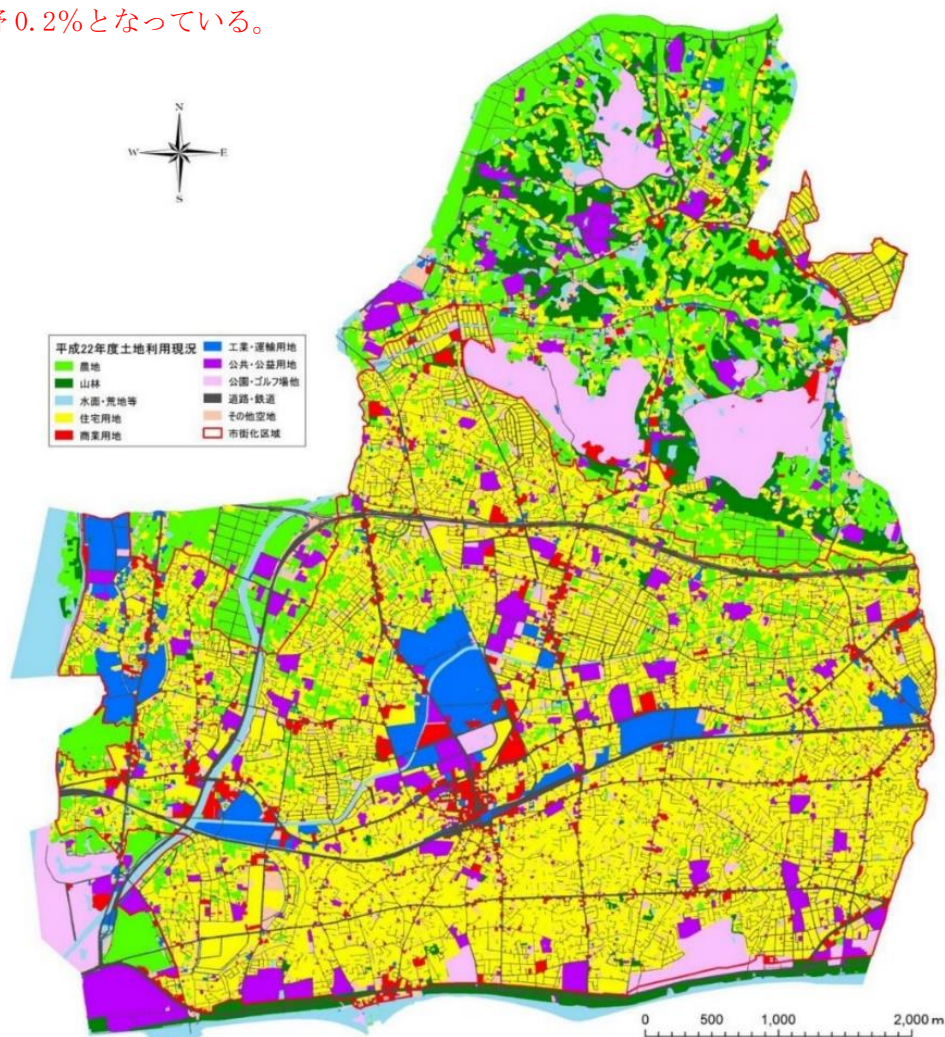 0.2%となっている。
N
W E
S
平成22年度土地利用現況
農地
山林
水面・荒地等
住宅用地
商業用地
工業・運輸用地
公共・公益用地
公園・ゴルフ場他
道路・鉄道
その他空地
市街化区域
0 500 1,000 2,000 m